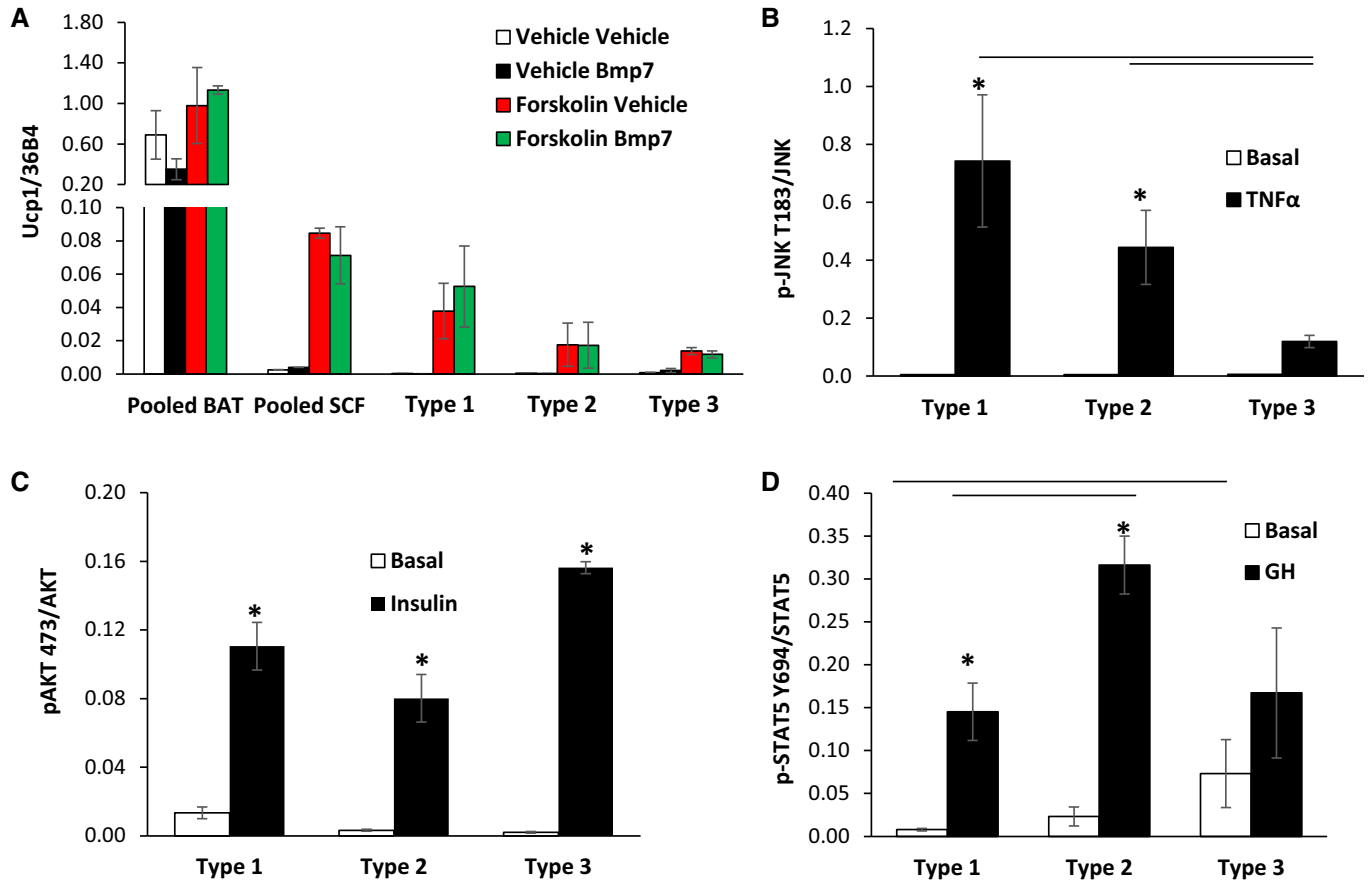 A
Ucp1/36B4
1.80
1.40
1.00
0.60
0.20
0.10
0.08
0.06
0.04
0.02
0.00
Vehicle Vehicle
Vehicle Bmp7
Forskolin Vehicle
Forskolin Bmp7
Pooled BAT Pooled SCF Type 1 Type 2 Type 3
B
p-JNK T183/JNK
1.2
1.0
0.8
0.6
0.4
0.2
0.0
*
*
Basal
TNFα
Type 1 Type 2 Type 3
C
pAKT 473/AKT
0.20
0.16
0.12
0.08
0.04
0.00
Basal
Insulin
*
*
*
Type 1 Type 2 Type 3
D
p-STAT5 Y694/STAT5
0.40
0.35
0.30
0.25
0.20
0.15
0.10
0.05
0.00
*
*
Basal
GH
Type 1 Type 2 Type 3